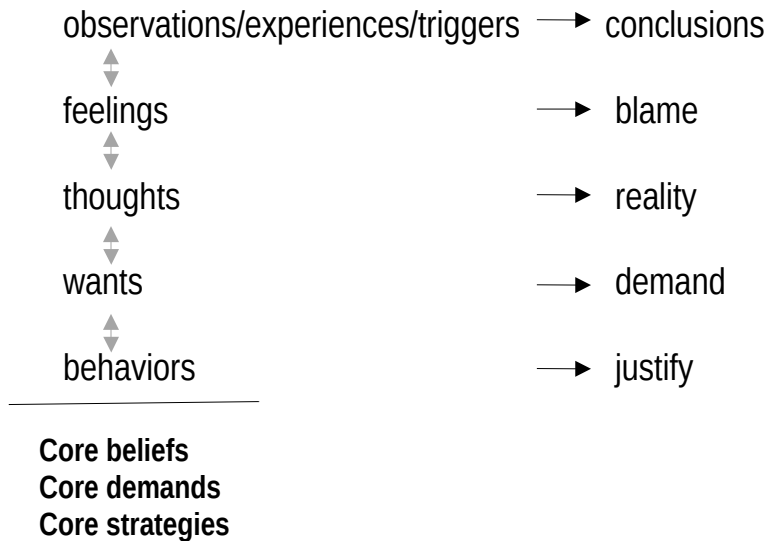 observations/experiences/triggers conclusions
feelings blame
thoughts reality
wants demand
behaviors justify
Core beliefs
Core demands
Core strategies